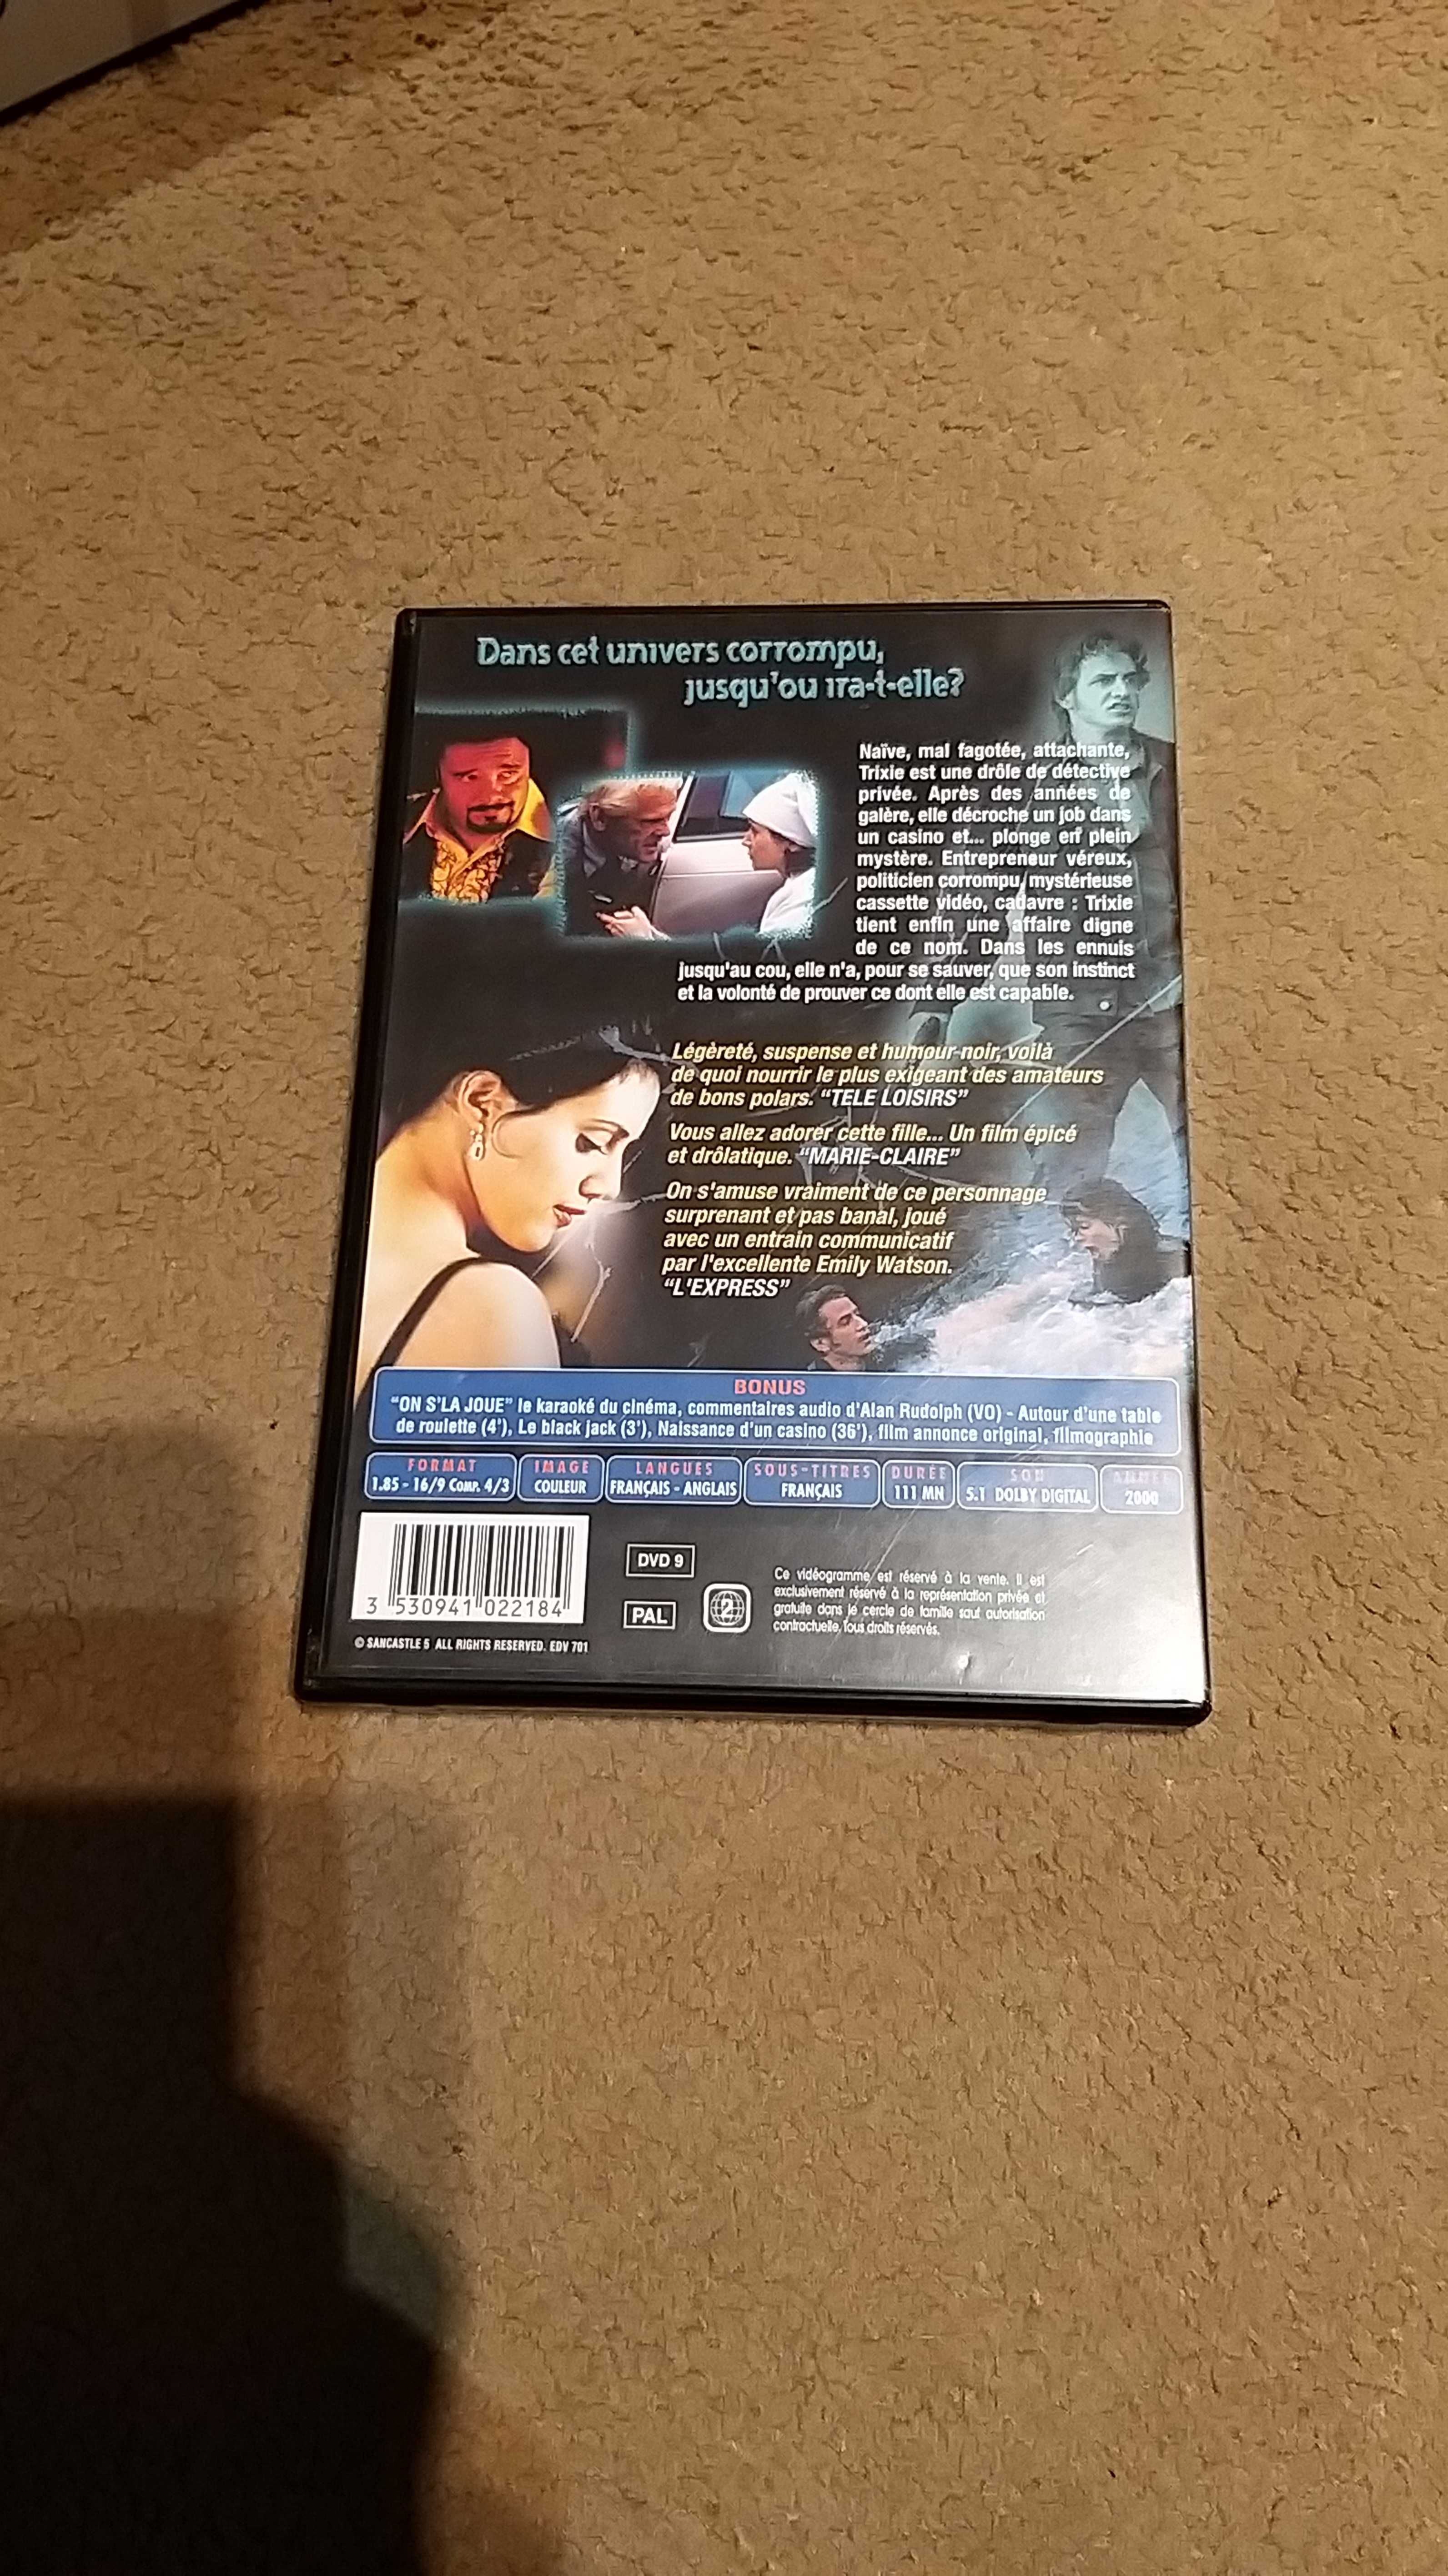 Dans cet univers corrompu,
jusqu'ou ira-t-elle?
Naïve, mal fagotée, attachante,
Trixie est une drôle de détective
privée. Après des années de
galère, elle décroche un job dans
un casino et... plonge en plein
mystère. Entrepreneur véreux,
politicien corrompu, mystérieuse
cassette vidéo, cadavre : Trixie
tient enfin une affaire digne
de ce nom. Dans les ennuis
jusqu'au cou, elle n'a, pour se sauver, que son instinct
et la volonté de prouver ce dont elle est capable.
Légèreté, suspense et humour noir, voilà
de quoi nourrir le plus exigeant des amateurs
de bons polars. “TELE LOISIRS”
Vous allez adorer cette fille... Un film épicé
et drôlatique. “MARIE-CLAIRE”
On s'amuse vraiment de ce personnage
surprenant et pas banal, joué
avec un entrain communicatif
par l'excellente Emily Watson.
“L'EXPRESS”
BONUS
“ON S'LA JOUE” le karaoké du cinéma, commentaires audio d'Alan Rudolph (VO) - Autour d'une table
de roulette (4'), Le black jack (3'), Naissance d'un casino (36'), film annonce original, filmographie
FORMAT IMAGE LANGUES SOUS-TITRES DURÉE SON ANNÉE
1.85 - 16/9 COMP. 4/3 COULEUR FRANÇAIS - ANGLAIS FRANÇAIS 111 MN 5.1 DOLBY DIGITAL 2000
3 530941 022184
© SANCASTLE 5 ALL RIGHTS RESERVED. EDV 701
DVD 9
PAL
2
Ce vidéogramme est réservé à la vente. Il est
exclusivement réservé à la représentation privée et
gratuite dans le cercle de famille sauf autorisation
contractuelle. Tous droits réservés.